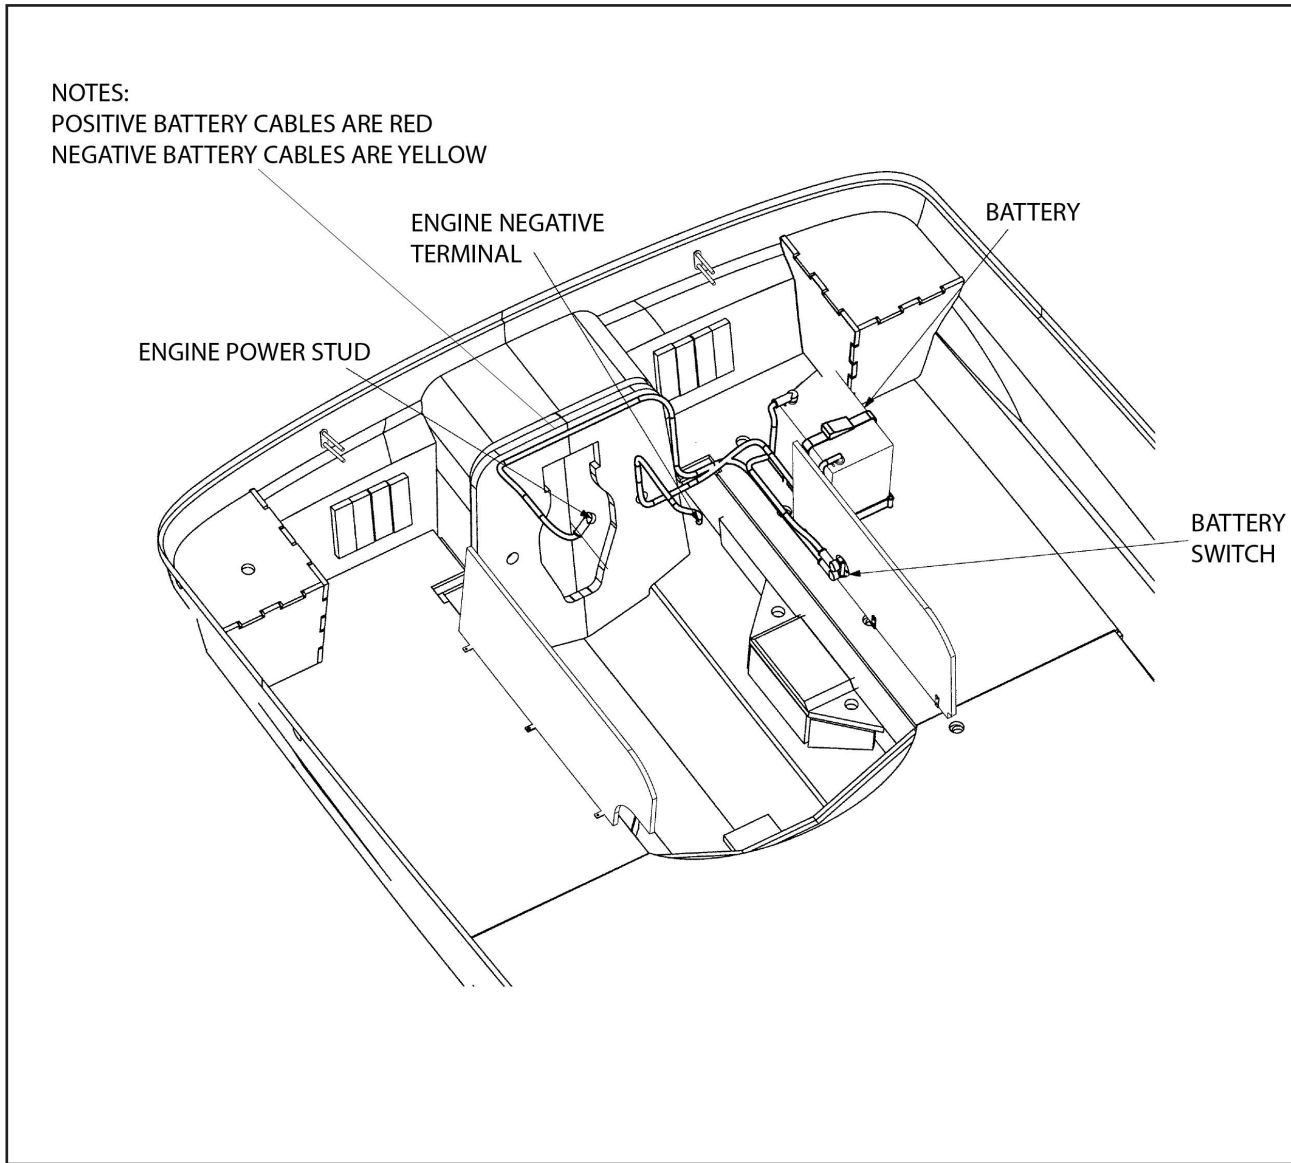 NOTES:
POSITIVE BATTERY CABLES ARE RED
NEGATIVE BATTERY CABLES ARE YELLOW
ENGINE NEGATIVE
TERMINAL
BATTERY
ENGINE POWER STUD
BATTERY
SWITCH